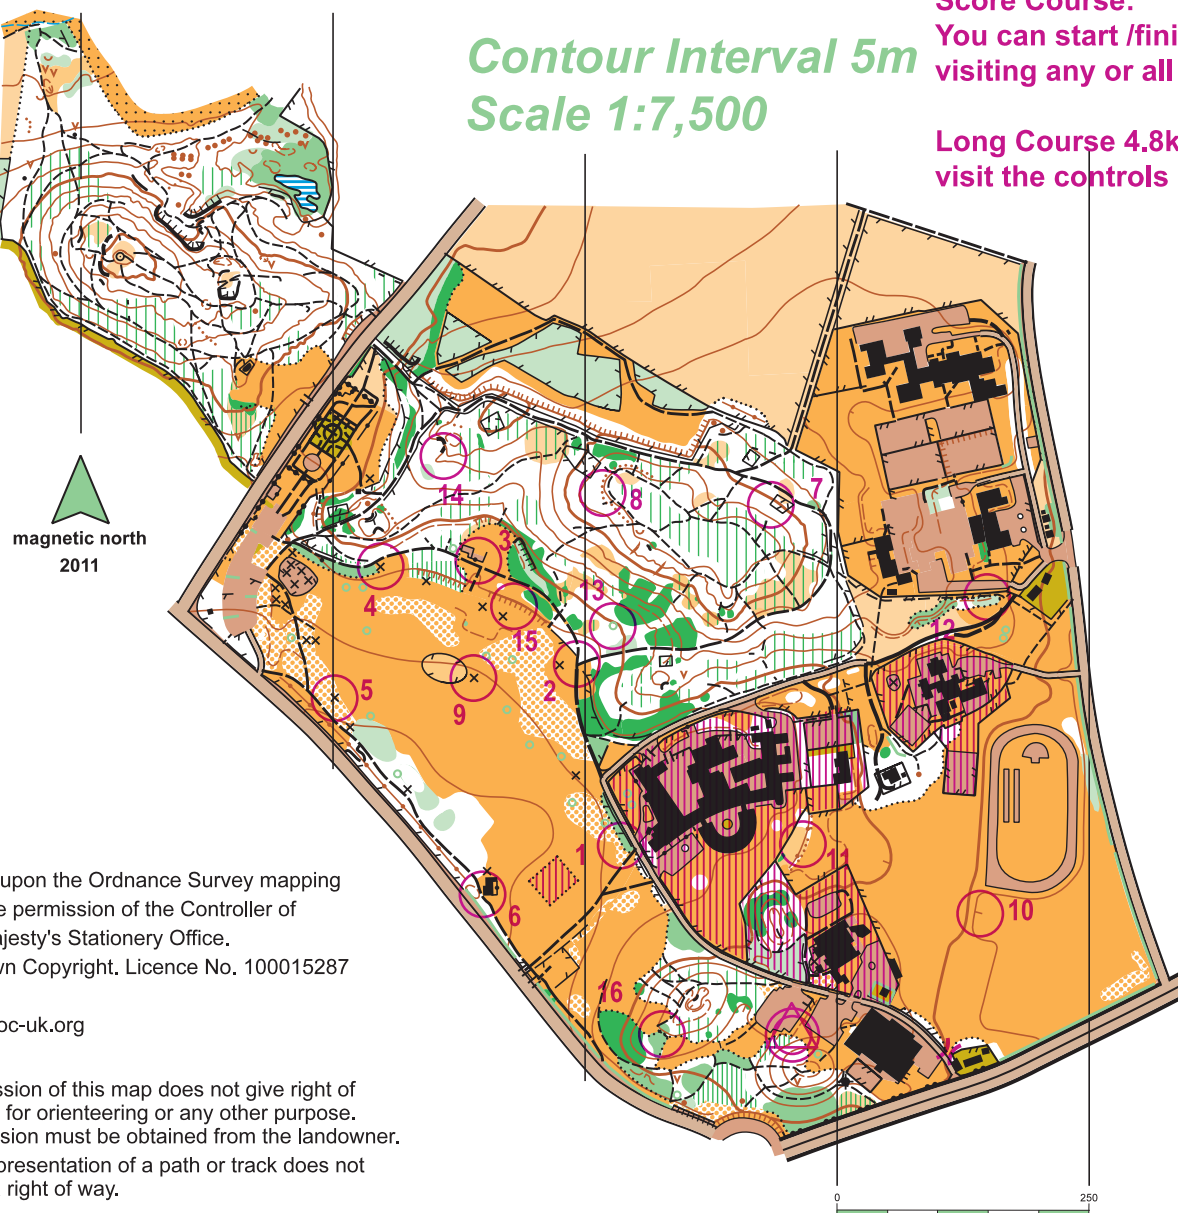 Score Course:
You can start /fini
visiting any or all
Contour Interval 5m
Scale 1:7,500
Long Course 4.8k
visit the controls
magnetic north
2011
14
8
7
3
4
13
15
12
5
9
2
1
11
6
10
16
upon the Ordnance Survey mapping
e permission of the Controller of
ajesty's Stationery Office.
vn Copyright. Licence No. 100015287
oc-uk.org
ssion of this map does not give right of
for orienteering or any other purpose.
sion must be obtained from the landowner.
presentation of a path or track does not
right of way.
0 250